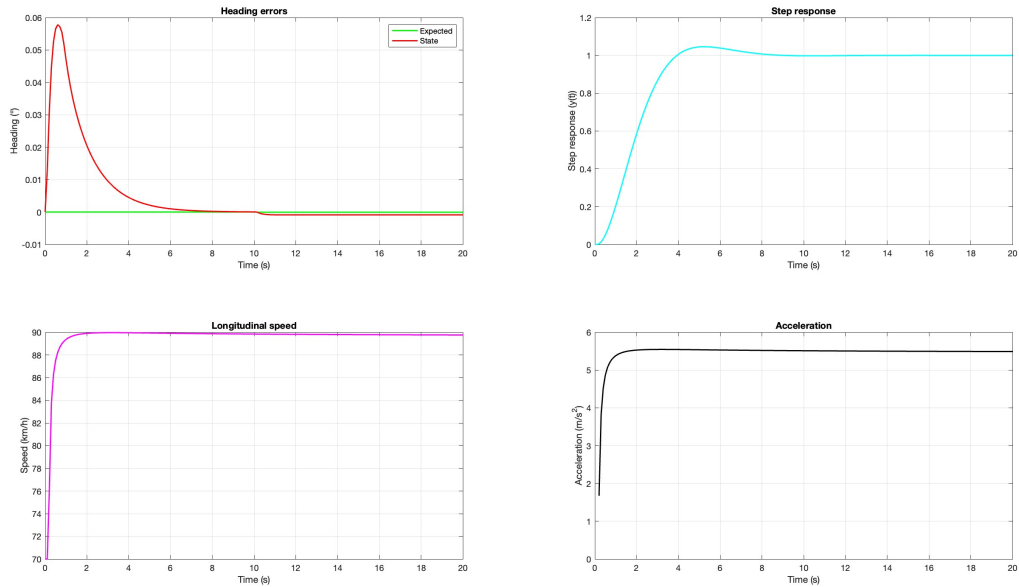 Heading errors
0.06
0.05
0.04
0.03
0.02
0.01
0
-0.01
Heading (°)
Expected
State
0 2 4 6 8 10 12 14 16 18 20
Time (s)
Step response
1.2
1
0.8
0.6
0.4
0.2
0
Step response (y(t))
0 2 4 6 8 10 12 14 16 18 20
Time (s)
Longitudinal speed
90
88
86
84
82
80
78
76
74
72
70
Speed (km/h)
0 2 4 6 8 10 12 14 16 18 20
Time (s)
Acceleration
6
5
4
3
2
1
0
Acceleration (m/s²)
0 2 4 6 8 10 12 14 16 18 20
Time (s)